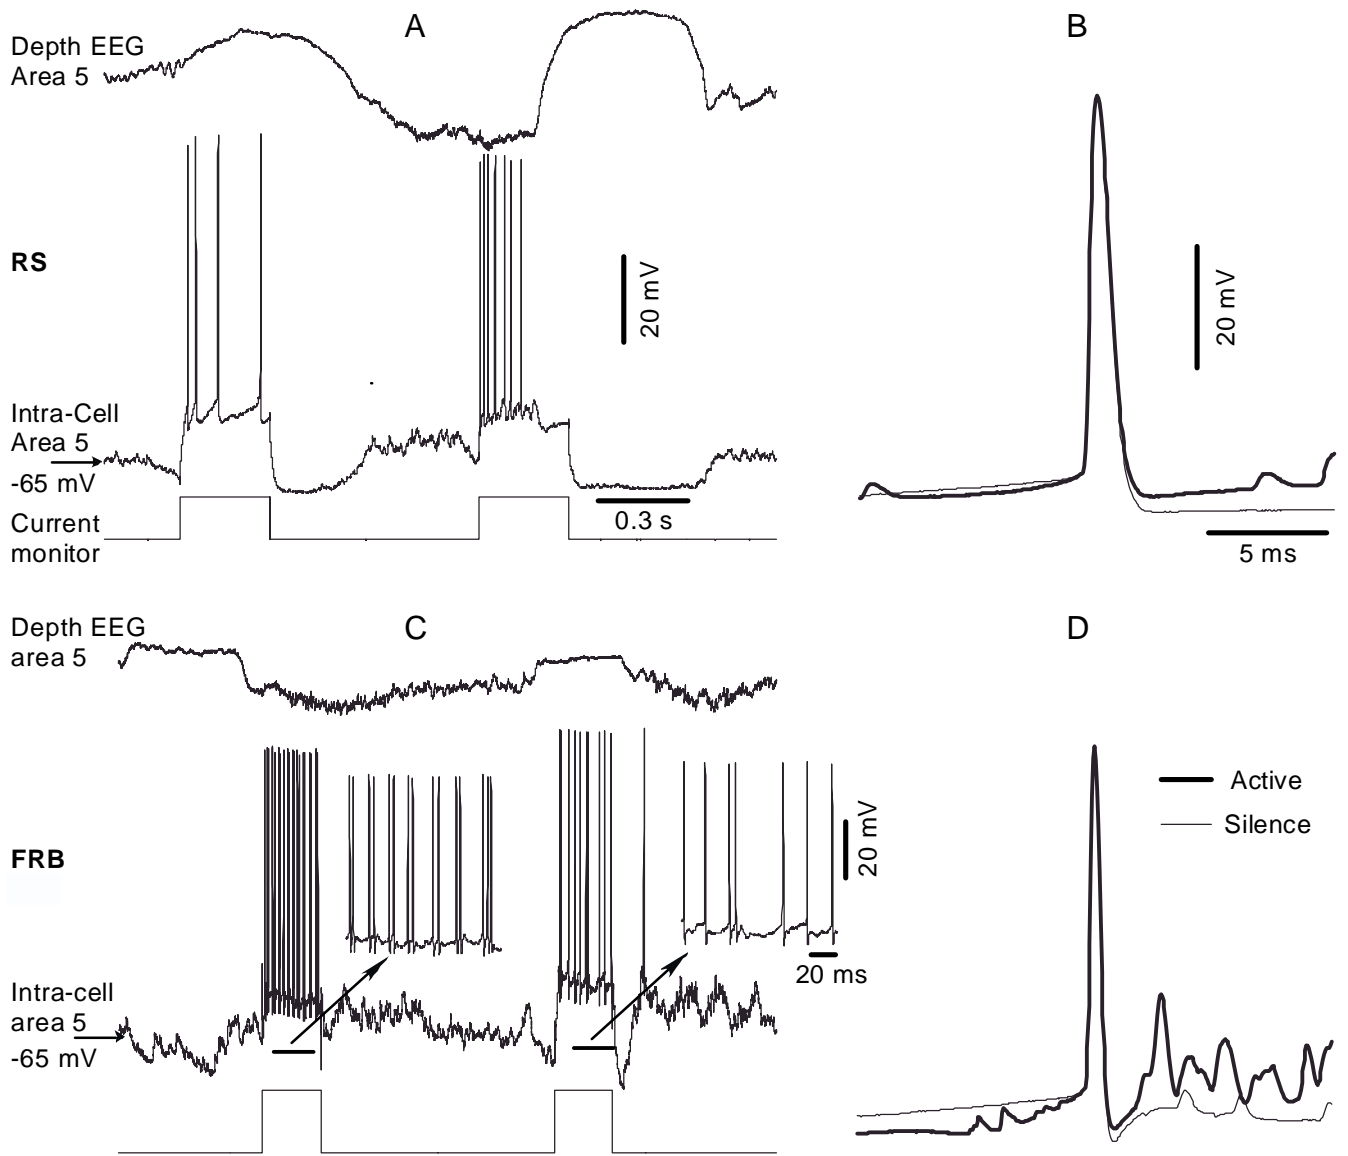 A
B
Depth EEG
Area 5
RS
20 mV
20 mV
Intra-Cell
Area 5
-65 mV
0.3 s
Current
monitor
5 ms
Depth EEG
area 5
C
D
Active
Silence
20 mV
FRB
20 ms
Intra-cell
area 5
-65 mV